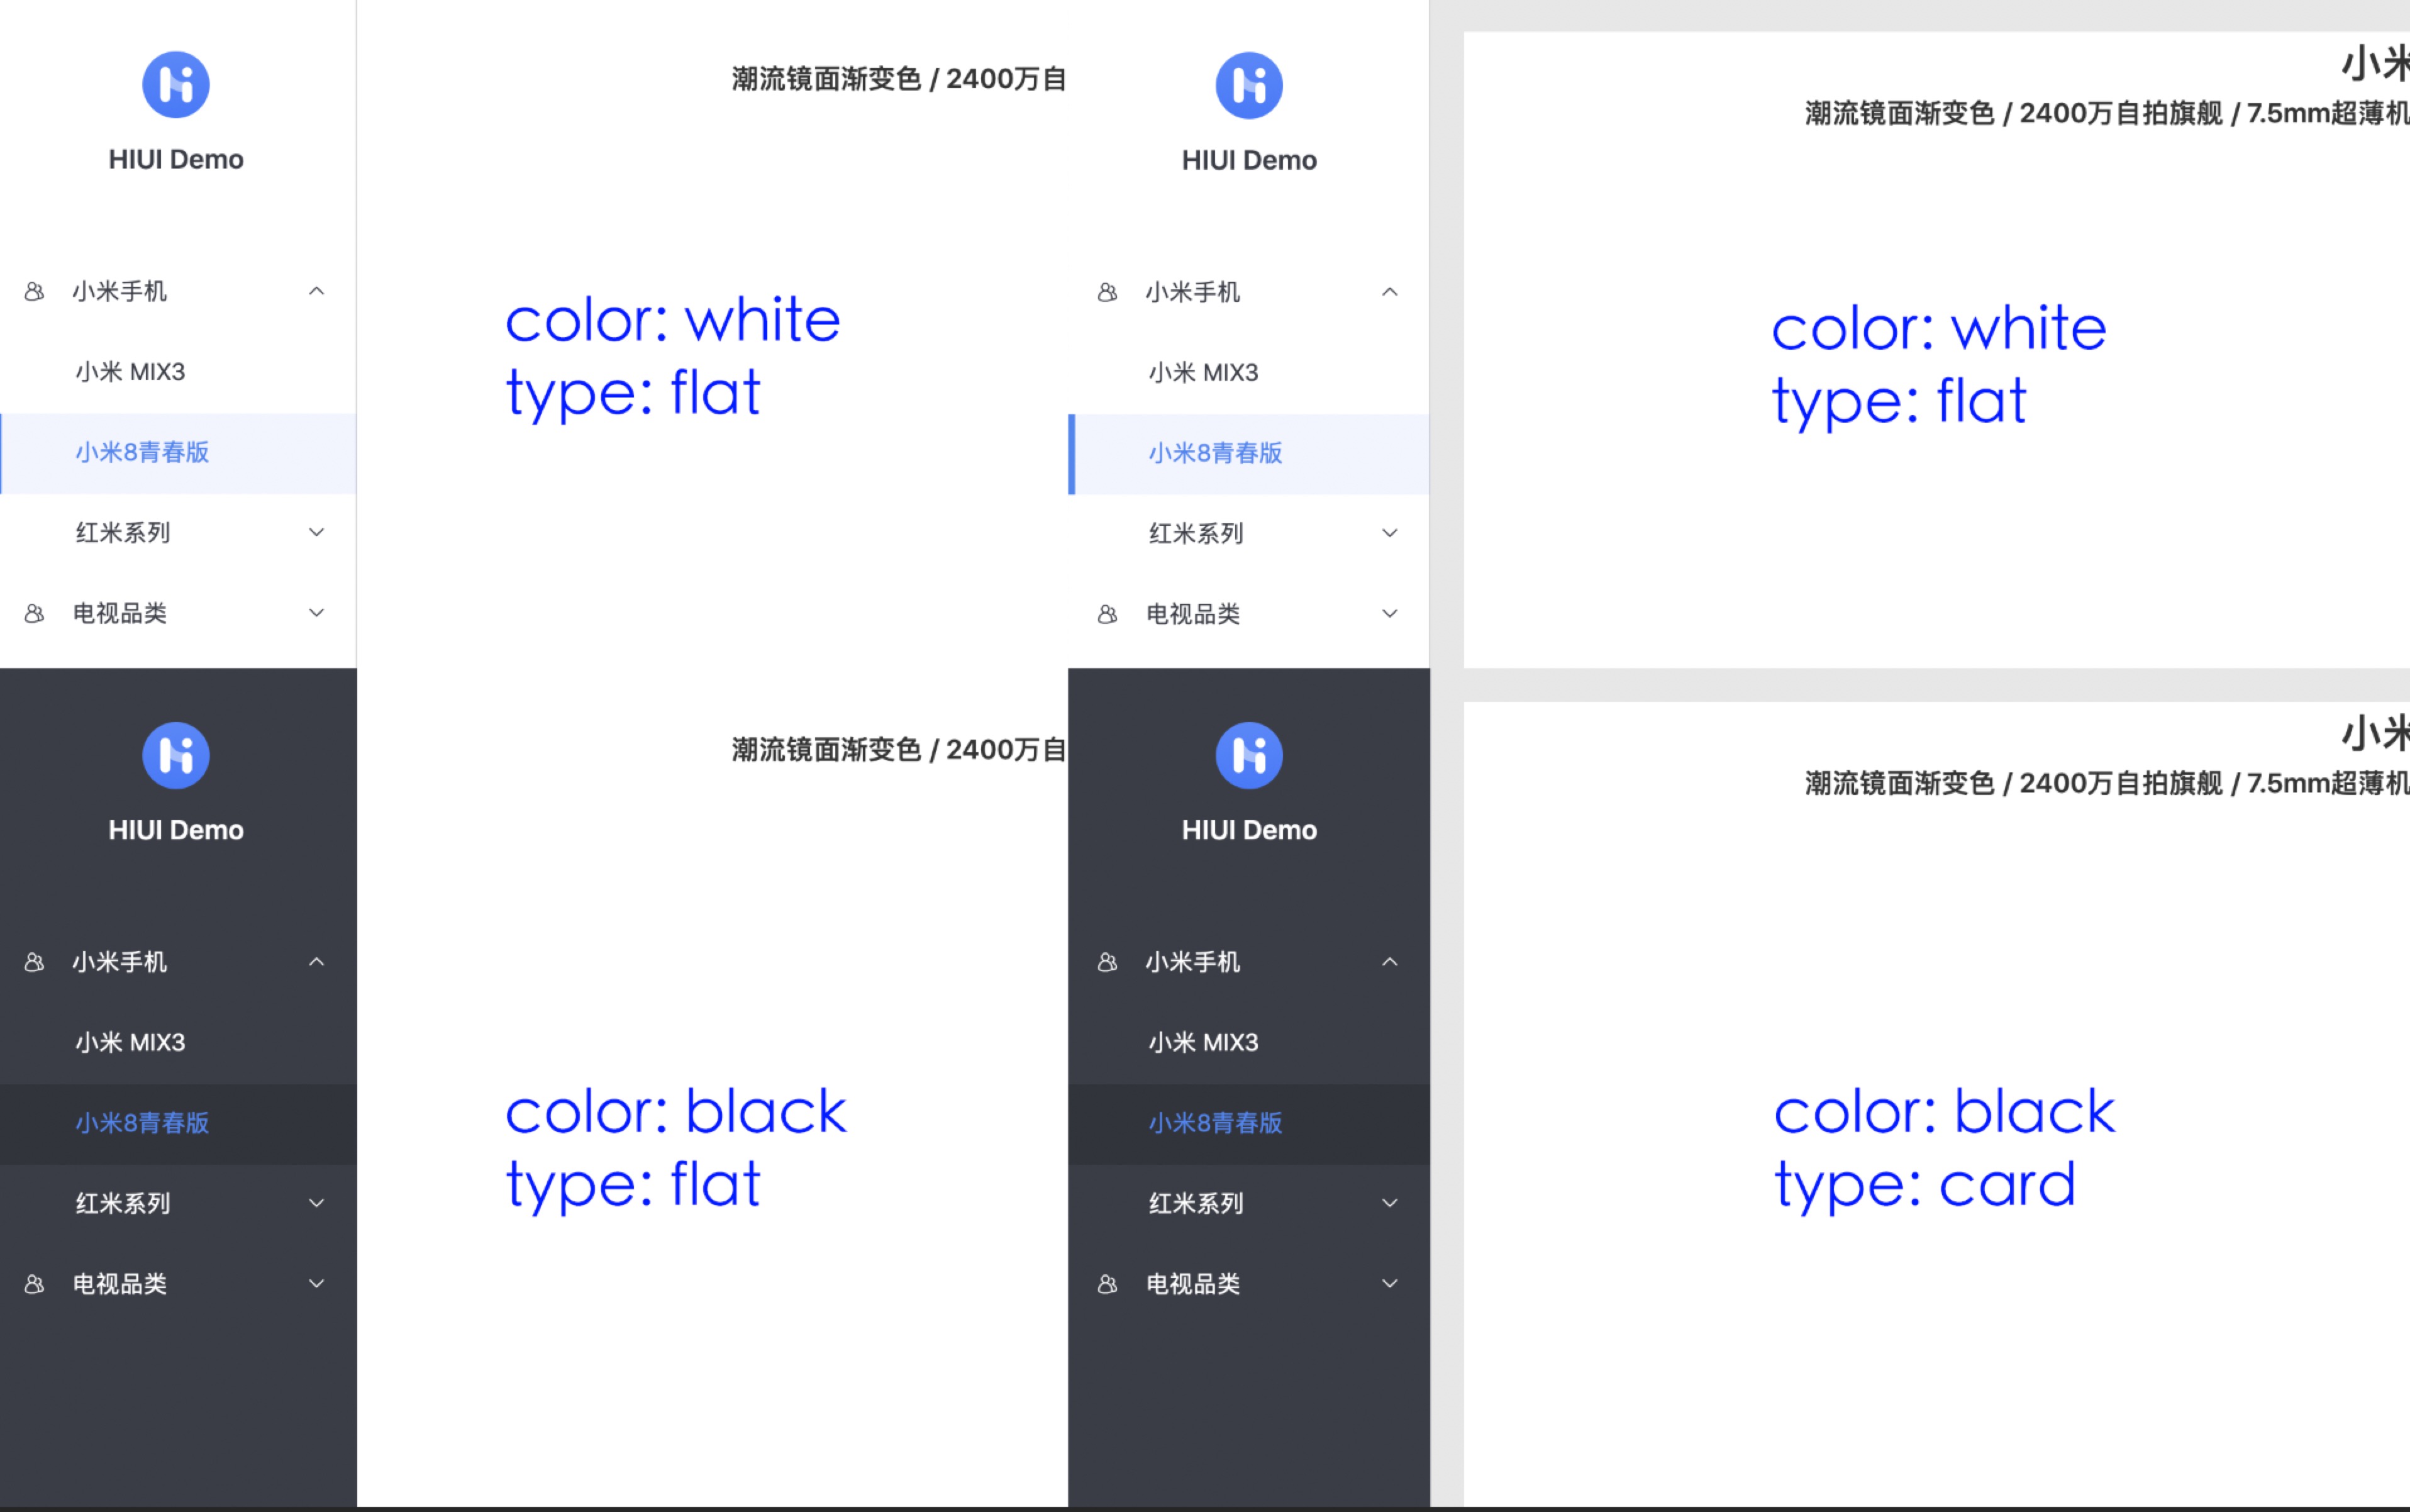 HIUI Demo
小米手机
小米 MIX3
小米8青春版
红米系列
电视品类
潮流镜面渐变色 / 2400万自
color: white
type: flat
HIUI Demo
小米手机
小米 MIX3
小米8青春版
红米系列
电视品类
小米
潮流镜面渐变色 / 2400万自拍旗舰 / 7.5mm超薄机
color: white
type: flat
HIUI Demo
小米手机
小米 MIX3
小米8青春版
红米系列
电视品类
潮流镜面渐变色 / 2400万自
color: black
type: flat
HIUI Demo
小米手机
小米 MIX3
小米8青春版
红米系列
电视品类
小米
潮流镜面渐变色 / 2400万自拍旗舰 / 7.5mm超薄机
color: black
type: card